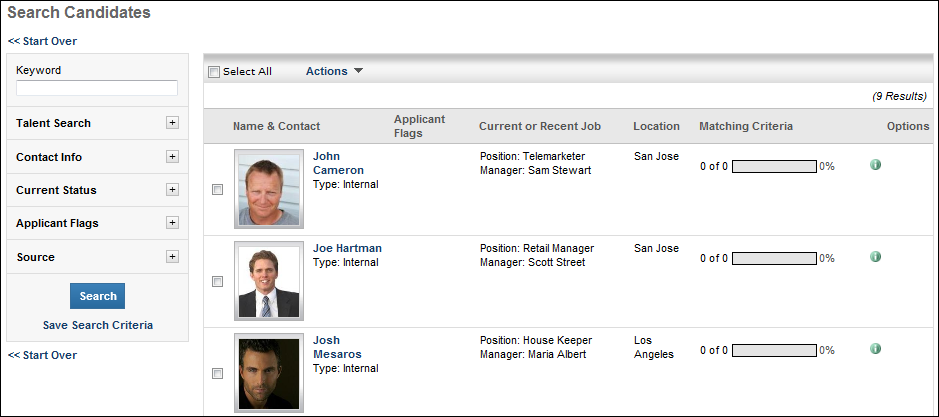 Search Candidates
<< Start Over
Keyword
Talent Search
Contact Info
Current Status
Applicant Flags
Source
Search
Save Search Criteria
<< Start Over
Select All Actions
(9 Results)
Name & Contact Applicant Flags Current or Recent Job Location Matching Criteria Options
John Cameron
Type: Internal
Position: Telemarketer
Manager: Sam Stewart
San Jose
0 of 0 0%
Joe Hartman
Type: Internal
Position: Retail Manager
Manager: Scott Street
San Jose
0 of 0 0%
Josh Mesaros
Type: Internal
Position: House Keeper
Manager: Maria Albert
Los Angeles
0 of 0 0%